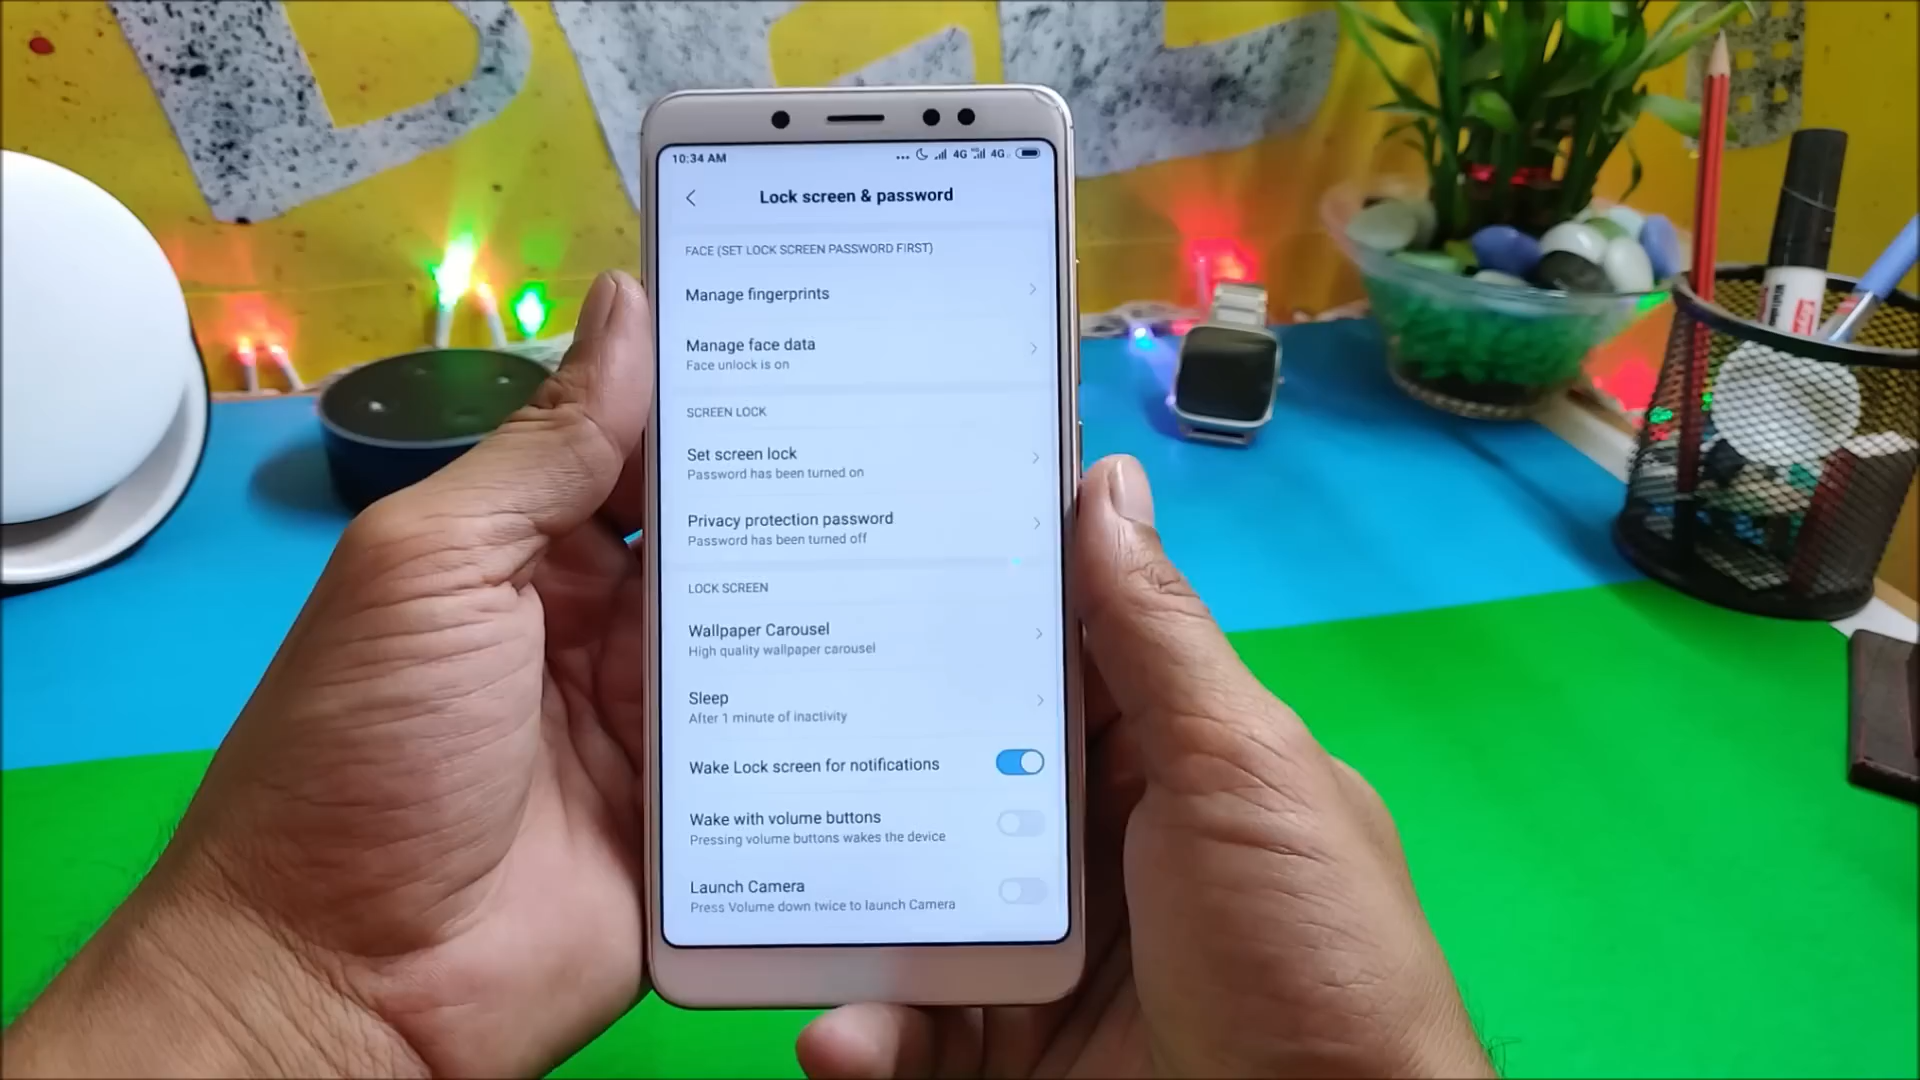 10:34 AM
4G 4G
Lock screen & password
FACE (SET LOCK SCREEN PASSWORD FIRST)
Manage fingerprints
Manage face data
Face unlock is on
SCREEN LOCK
Set screen lock
Password has been turned on
Privacy protection password
Password has been turned off
LOCK SCREEN
Wallpaper Carousel
High quality wallpaper carousel
Sleep
After 1 minute of inactivity
Wake Lock screen for notifications
Wake with volume buttons
Pressing volume buttons wakes the device
Launch Camera
Press Volume down twice to launch Camera